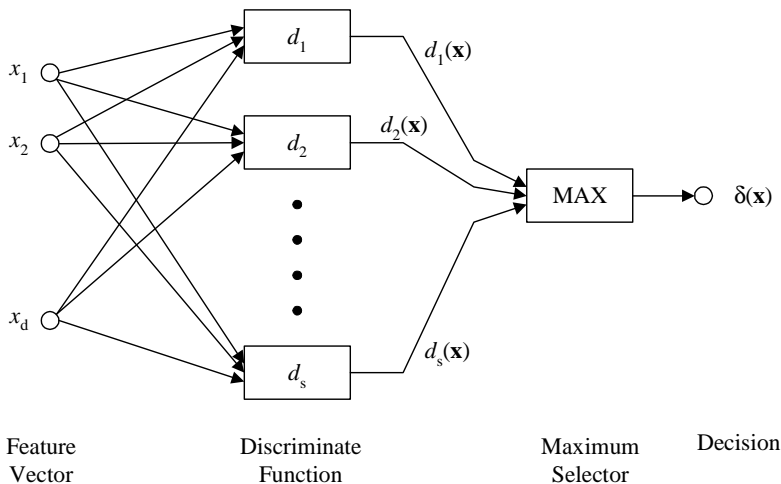 x1
x2
xd
d1
d2
ds
d1(x)
d2(x)
ds(x)
MAX
δ(x)
Feature
Vector
Discriminate
Function
Maximum
Selector
Decision